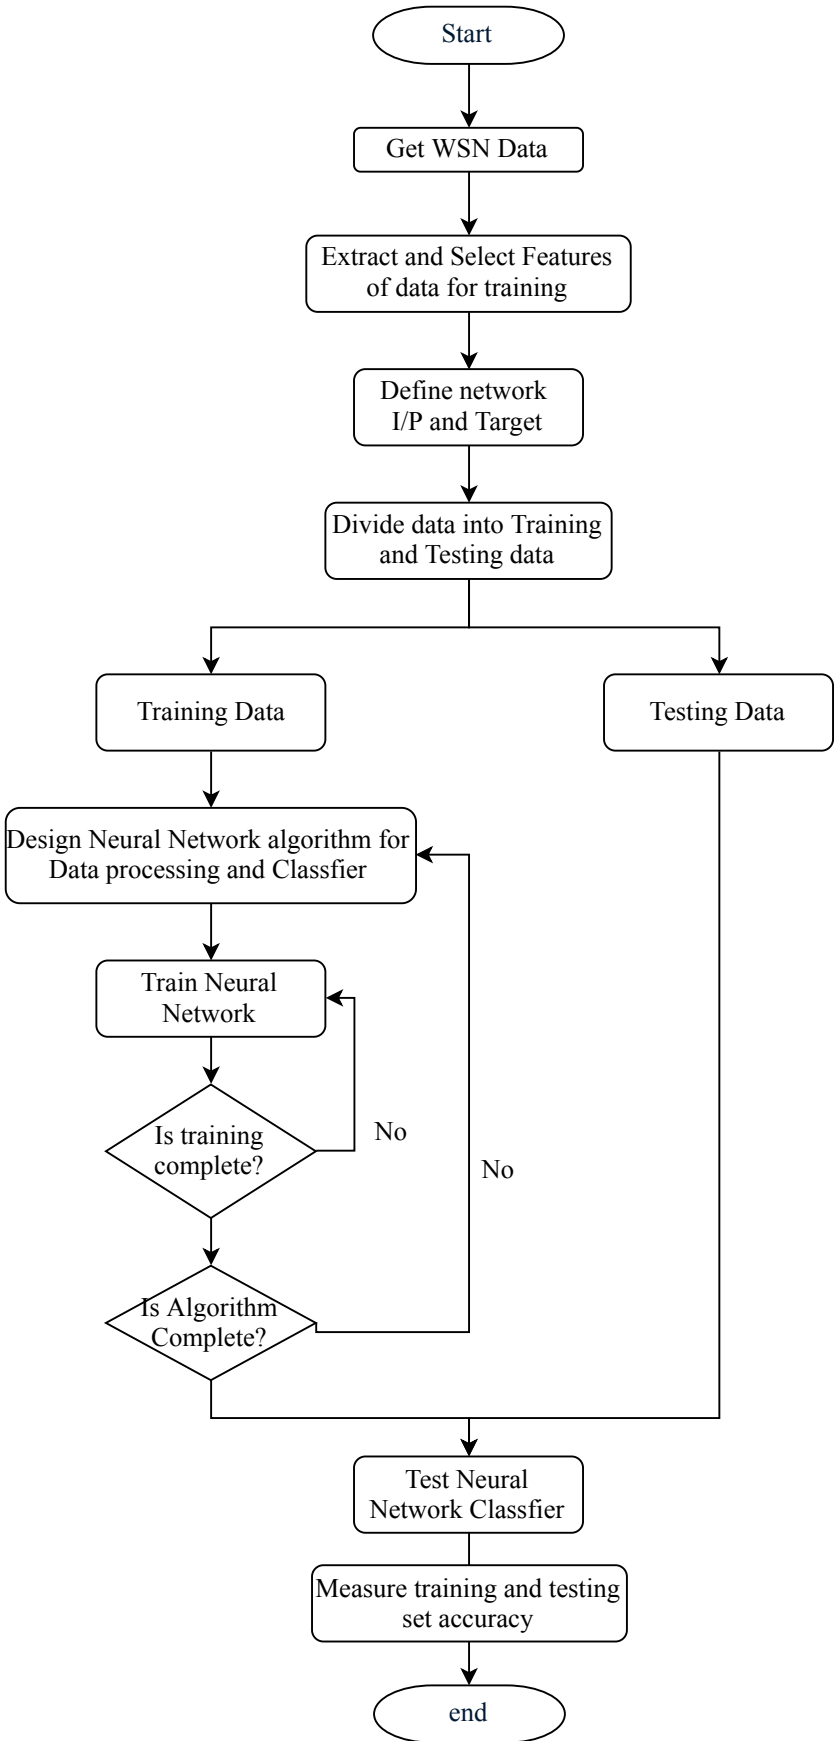 Start
Get WSN Data
Extract and Select Features
of data for training
Define network
I/P and Target
Divide data into Training
and Testing data
Training Data
Testing Data
Design Neural Network algorithm for
Data processing and Classfier
Train Neural
Network
Is training
complete?
No
No
Is Algorithm
Complete?
Test Neural
Network Classfier
Measure training and testing
set accuracy
end